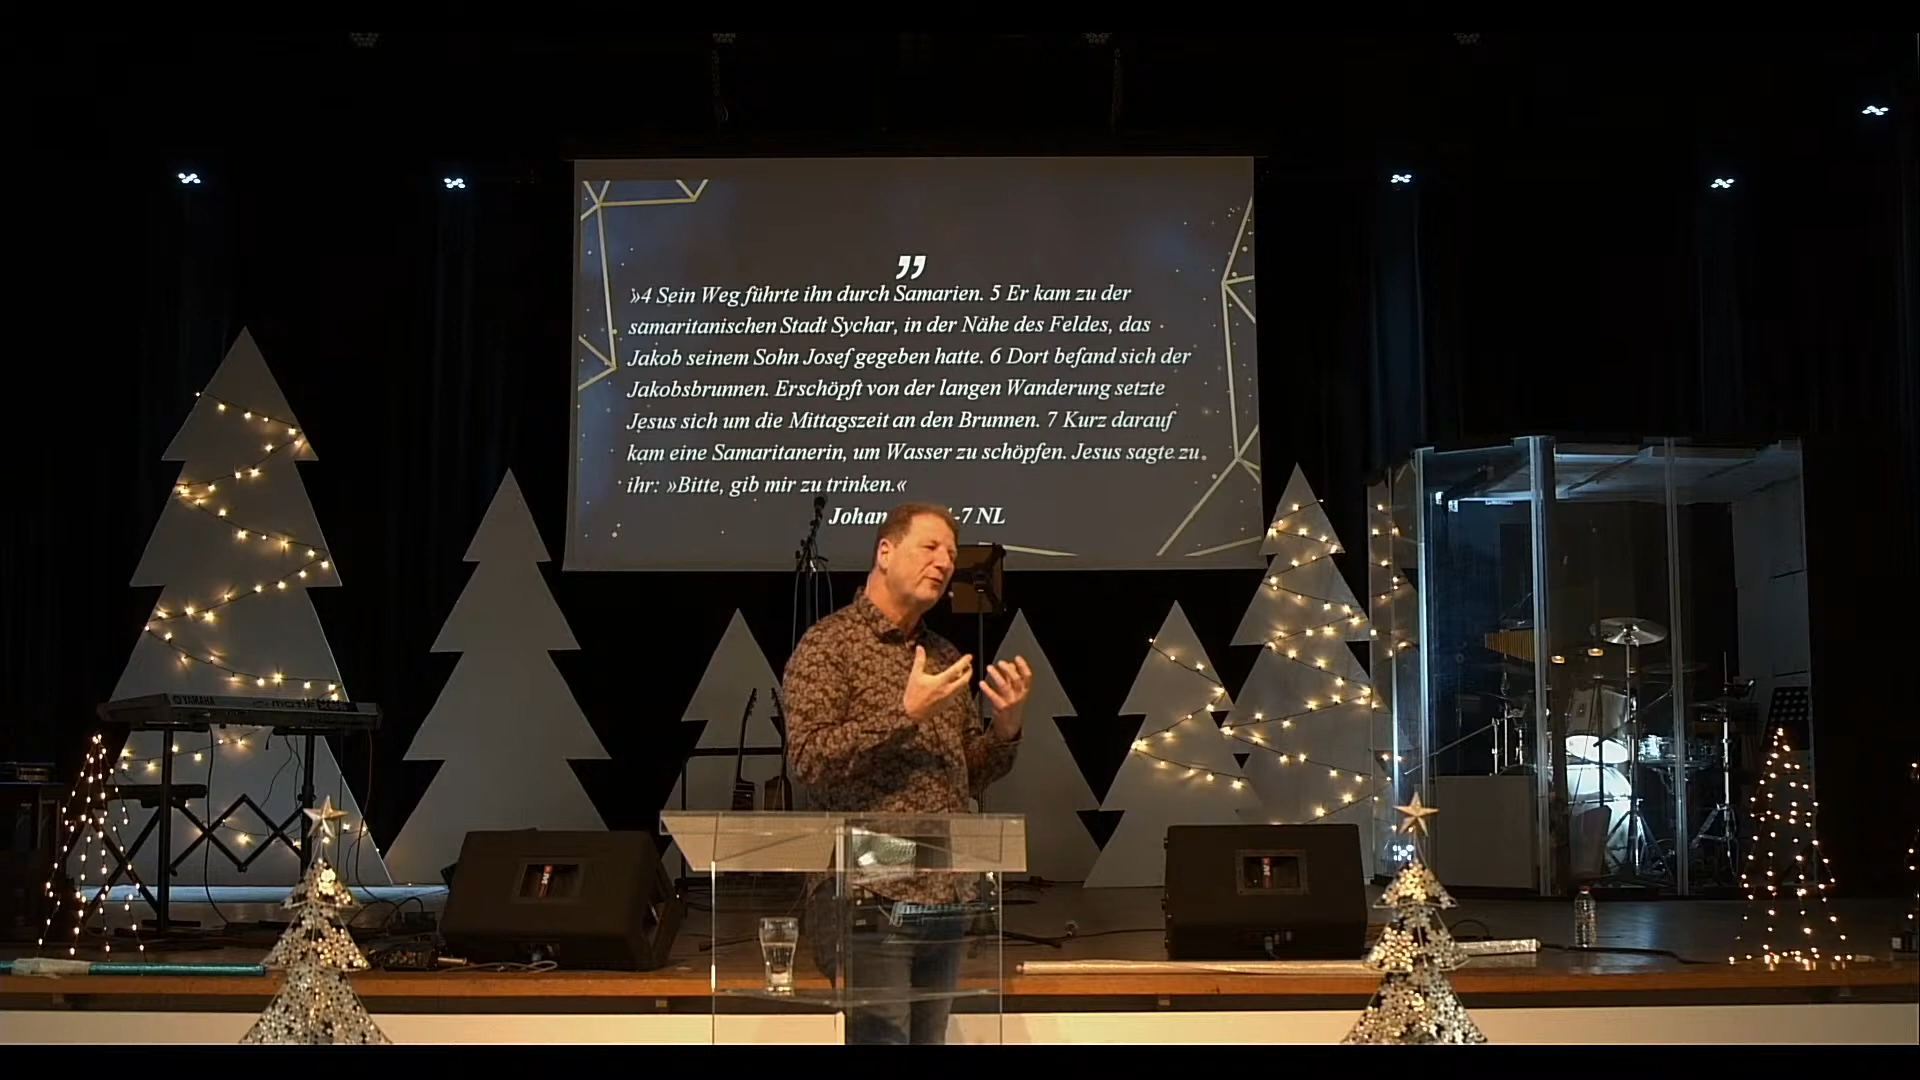 ”
»4 Sein Weg führte ihn durch Samarien. 5 Er kam zu der
samaritanischen Stadt Sychar, in der Nähe des Feldes, das
Jakob seinem Sohn Josef gegeben hatte. 6 Dort befand sich der
Jakobsbrunnen. Erschöpft von der langen Wanderung setzte
Jesus sich um die Mittagszeit an den Brunnen. 7 Kurz darauf
kam eine Samaritanerin, um Wasser zu schöpfen. Jesus sagte zu
ihr: »Bitte, gib mir zu trinken.«
-7 NL
YAMAHA